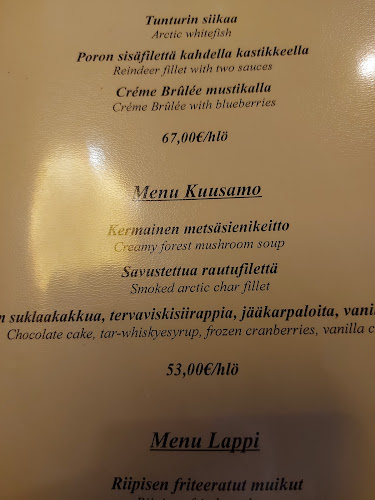 Tunturin siikaa
Arctic whitefish
Poron sisäfilettä kahdella kastikkeella
Reindeer fillet with two sauces
Créme Brûlée mustikalla
Créme Brûlée with blueberries
67,00€/hlö
Menu Kuusamo
Kermainen metsäsienikeitto
Creamy forest mushroom soup
Savustettua rautufilettä
Smoked arctic char fillet
n suklaakakkua, tervaviskisiirappia, jääkarpaloita, vani
Chocolate cake, tar-whiskyesyrup, frozen cranberries, vanilla c
53,00€/hlö
Menu Lappi
Riipisen friteeratut muikut